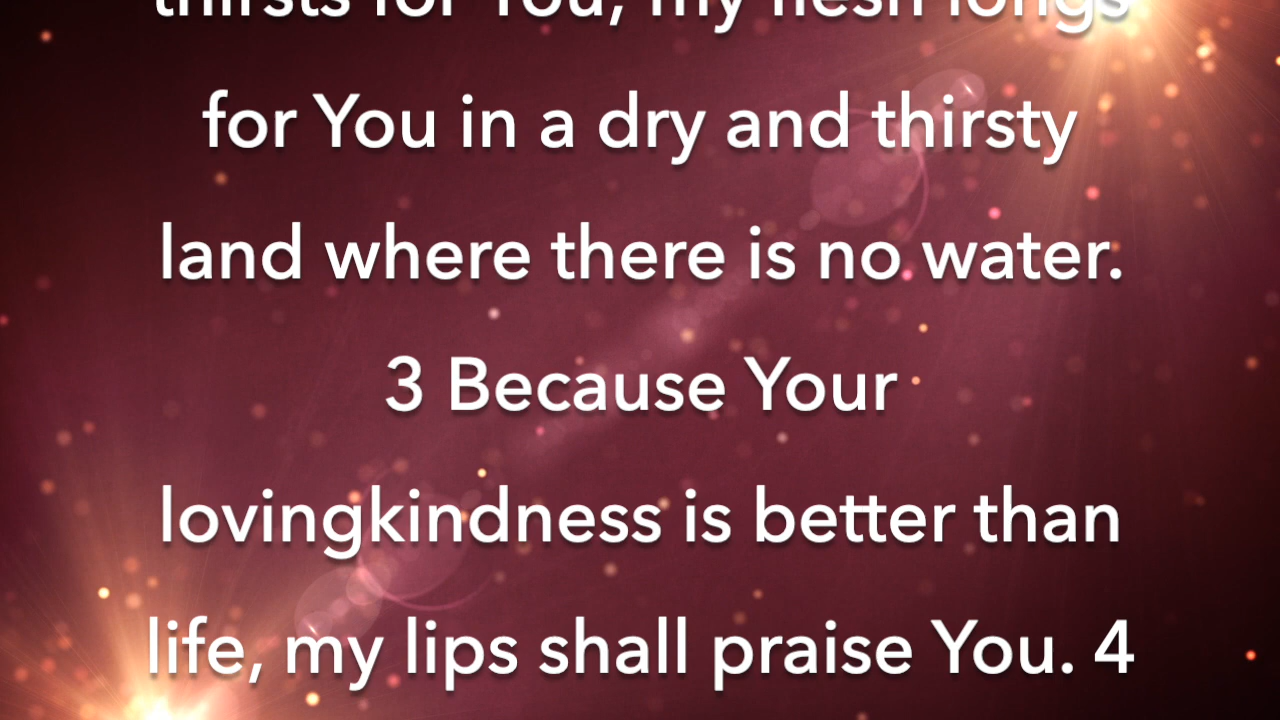 thirsts for You, my flesh longs
for You in a dry and thirsty
land where there is no water.
3 Because Your
lovingkindness is better than
life, my lips shall praise You. 4